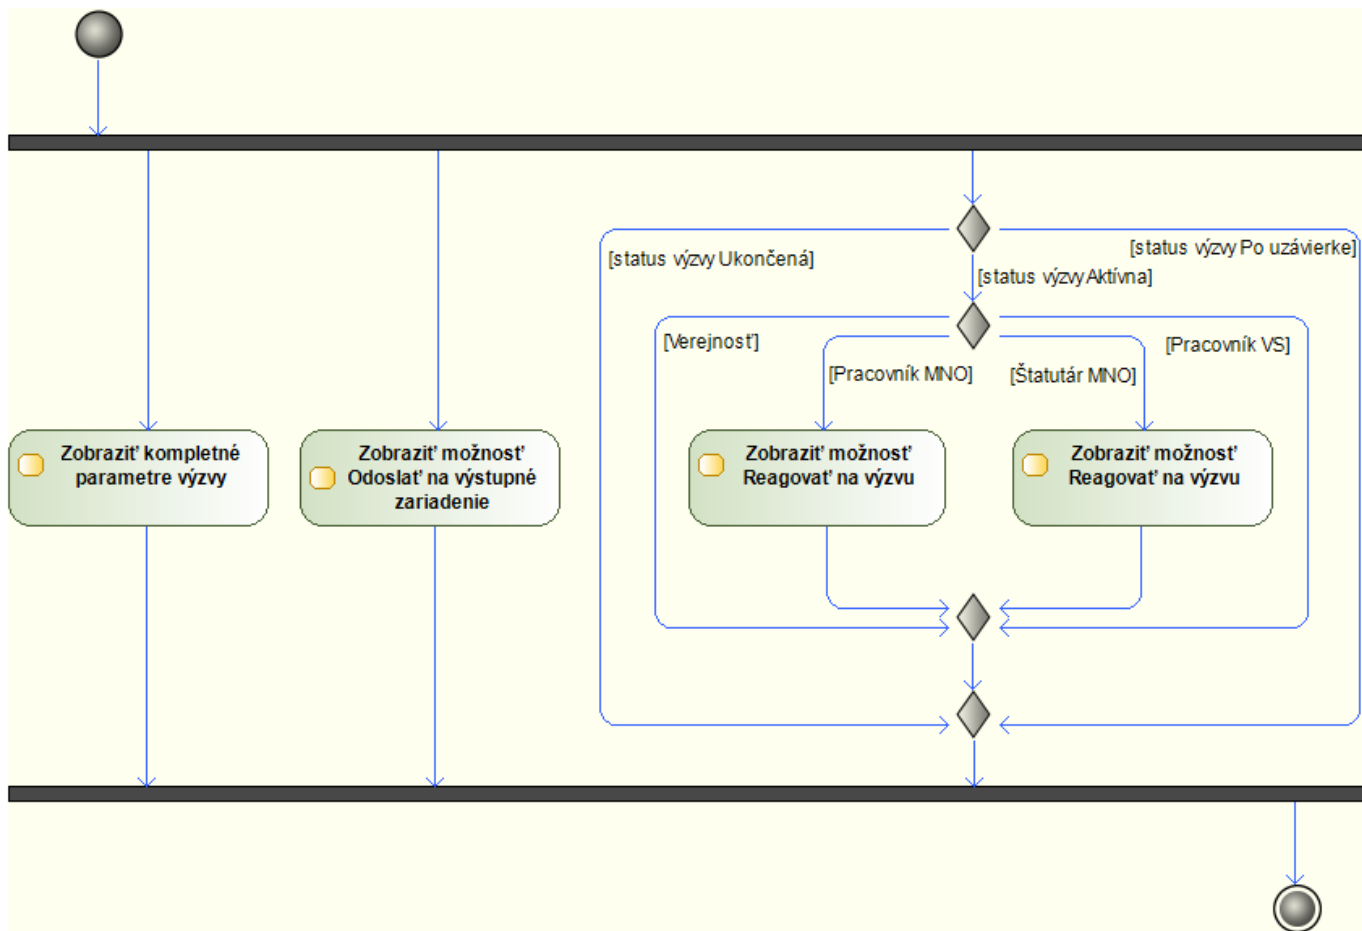 [status výzvy Ukončená]
[status výzvy Po uzávierke]
[status výzvy Aktívna]
[Verejnosť]
[Pracovník VS]
[Pracovník MNO]
[Štatutár MNO]
Zobraziť kompletné
parametre výzvy
Zobraziť možnosť
Odoslať na výstupné
zariadenie
Zobraziť možnosť
Reagovať na výzvu
Zobraziť možnosť
Reagovať na výzvu